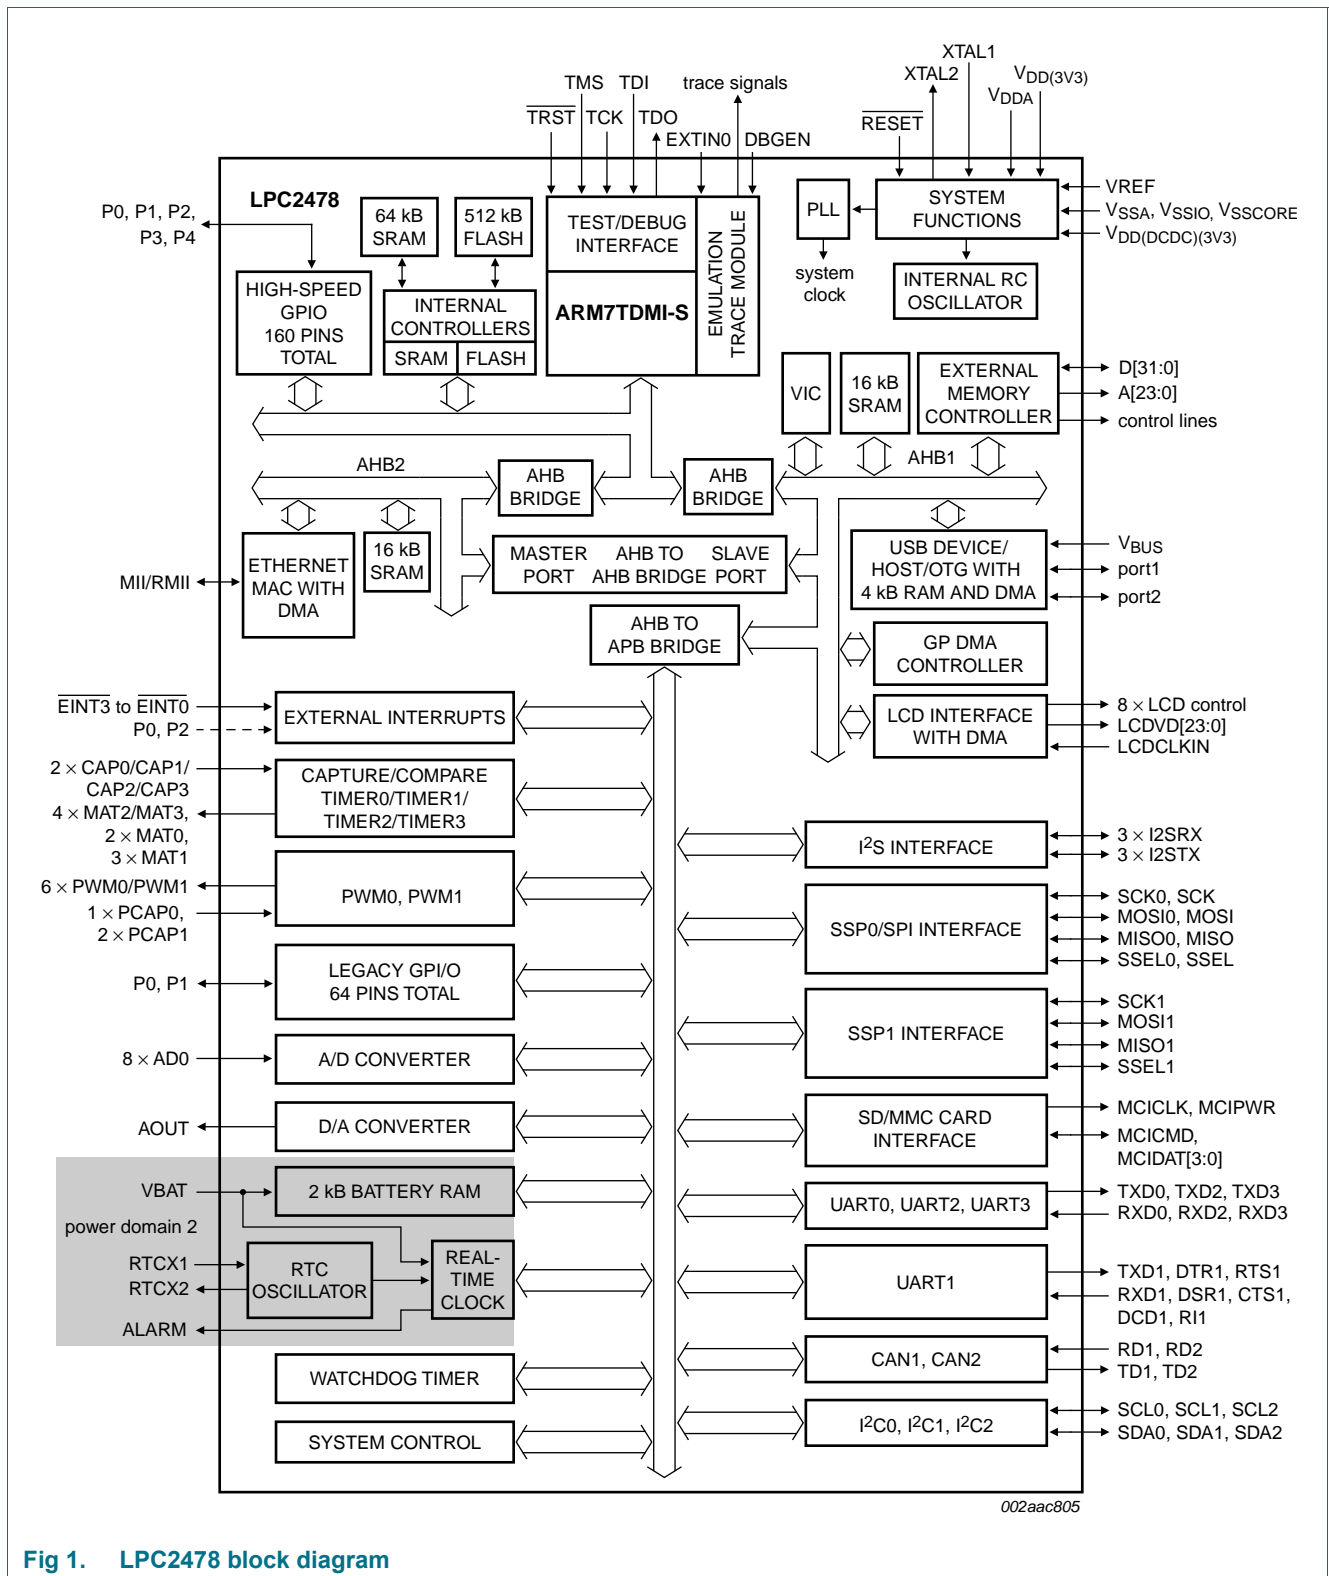 XTAL1
XTAL2
VDD(3V3)
VDDA
RESET
TMS
TDI
trace signals
TRST
TCK
TDO
EXTIN0
DBGEN
LPC2478
P0, P1, P2,
P3, P4
64 kB
SRAM
512 kB
FLASH
TEST/DEBUG
INTERFACE
EMULATION
TRACE MODULE
PLL
SYSTEM
FUNCTIONS
VREF
VSSA, VSSIO, VSSCORE
VDD(DCDC)(3V3)
system
clock
INTERNAL RC
OSCILLATOR
HIGH-SPEED
GPIO
160 PINS
TOTAL
INTERNAL
CONTROLLERS
SRAM
FLASH
ARM7TDMI-S
VIC
16 kB
SRAM
EXTERNAL
MEMORY
CONTROLLER
D[31:0]
A[23:0]
control lines
AHB2
AHB
BRIDGE
AHB
BRIDGE
AHB1
ETHERNET
MAC WITH
DMA
MII/RMII
16 kB
SRAM
MASTER
PORT
AHB TO
AHB BRIDGE
SLAVE
PORT
USB DEVICE/
HOST/OTG WITH
4 kB RAM AND DMA
VBUS
port1
port2
AHB TO
APB BRIDGE
GP DMA
CONTROLLER
LCD INTERFACE
WITH DMA
8 × LCD control
LCDVD[23:0]
LCDCLKIN
EINT3 to EINT0
P0, P2
EXTERNAL INTERRUPTS
2 × CAP0/CAP1/
CAP2/CAP3
4 × MAT2/MAT3,
2 × MAT0,
3 × MAT1
CAPTURE/COMPARE
TIMER0/TIMER1/
TIMER2/TIMER3
I2S INTERFACE
3 × I2SRX
3 × I2STX
6 × PWM0/PWM1
1 × PCAP0,
2 × PCAP1
PWM0, PWM1
SSP0/SPI INTERFACE
SCK0, SCK
MOSI0, MOSI
MISO0, MISO
SSEL0, SSEL
P0, P1
LEGACY GPI/O
64 PINS TOTAL
SSP1 INTERFACE
SCK1
MOSI1
MISO1
SSEL1
8 × AD0
A/D CONVERTER
AOUT
D/A CONVERTER
SD/MMC CARD
INTERFACE
MCICLK, MCIPWR
MCICMD,
MCIDAT[3:0]
VBAT
2 kB BATTERY RAM
UART0, UART2, UART3
TXD0, TXD2, TXD3
RXD0, RXD2, RXD3
power domain 2
RTCX1
RTCX2
RTC
OSCILLATOR
REAL-
TIME
CLOCK
ALARM
UART1
TXD1, DTR1, RTS1
RXD1, DSR1, CTS1,
DCD1, RI1
WATCHDOG TIMER
CAN1, CAN2
RD1, RD2
TD1, TD2
SYSTEM CONTROL
I2C0, I2C1, I2C2
SCL0, SCL1, SCL2
SDA0, SDA1, SDA2
002aac805
Fig 1. LPC2478 block diagram